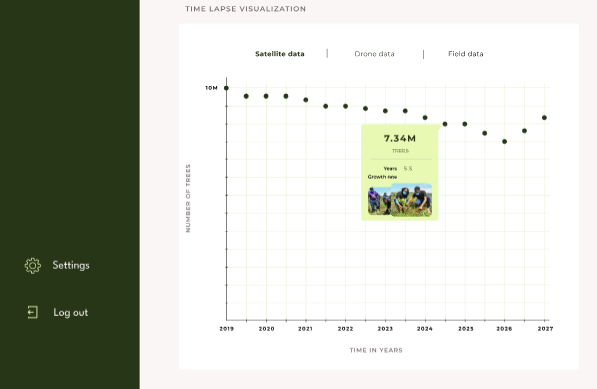 TIME LAPSE VISUALIZATION
Satellite data | Drone data | Field data
10M
7.34M
TREES
Years 5.5
Growth rate
NUMBER OF TREES
2019 2020 2021 2022 2023 2024 2025 2026 2027
TIME IN YEARS
Settings
Log out